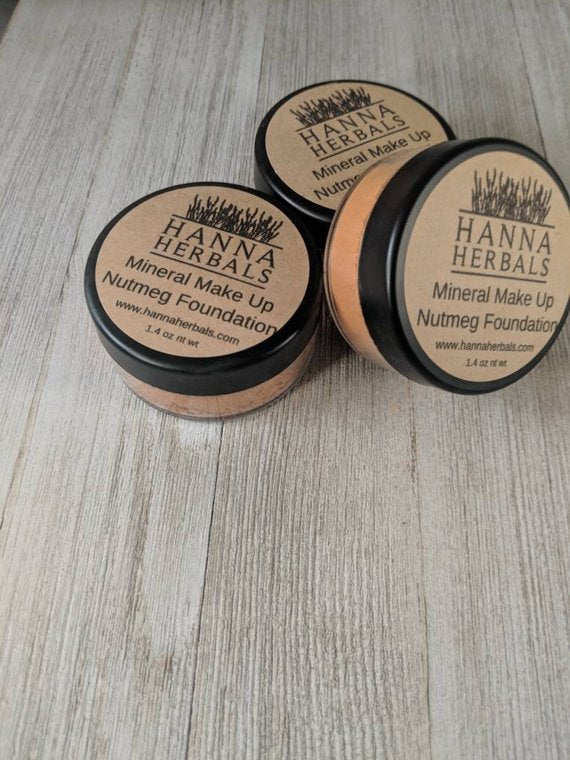 HANNA
HERBALS
Mineral Make Up
Nutmeg Foundation
www.hannaherbals.com
1.4 oz nt wt
HANNA
HERBALS
Mineral Make Up
HANNA
HERBALS
Mineral Make Up
Nutmeg Foundation
www.hannaherbals.com
1.4 oz nt wt